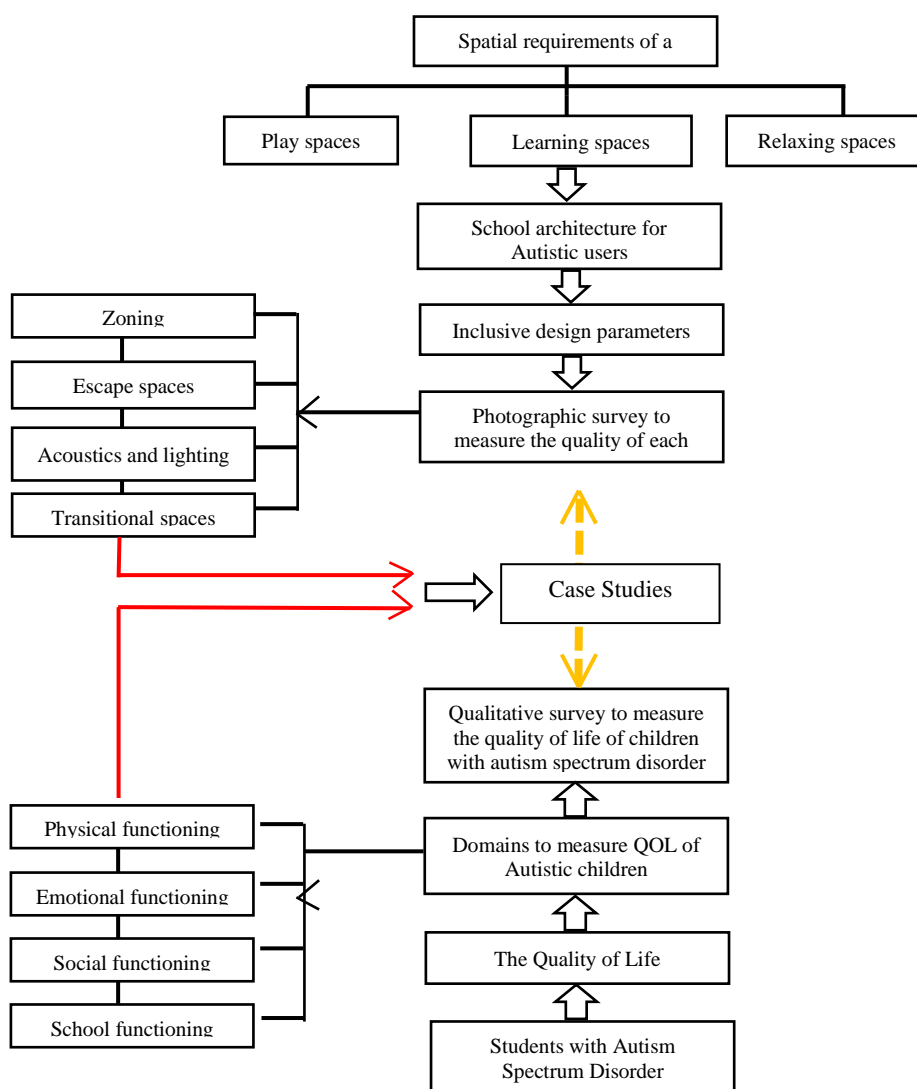 Spatial requirements of a
Play spaces
Learning spaces
Relaxing spaces
School architecture for
Autistic users
Zoning
Inclusive design parameters
Escape spaces
Photographic survey to
measure the quality of each
Acoustics and lighting
Transitional spaces
Case Studies
Qualitative survey to measure
the quality of life of children
with autism spectrum disorder
Physical functioning
Domains to measure QOL of
Autistic children
Emotional functioning
Social functioning
The Quality of Life
School functioning
Students with Autism
Spectrum Disorder